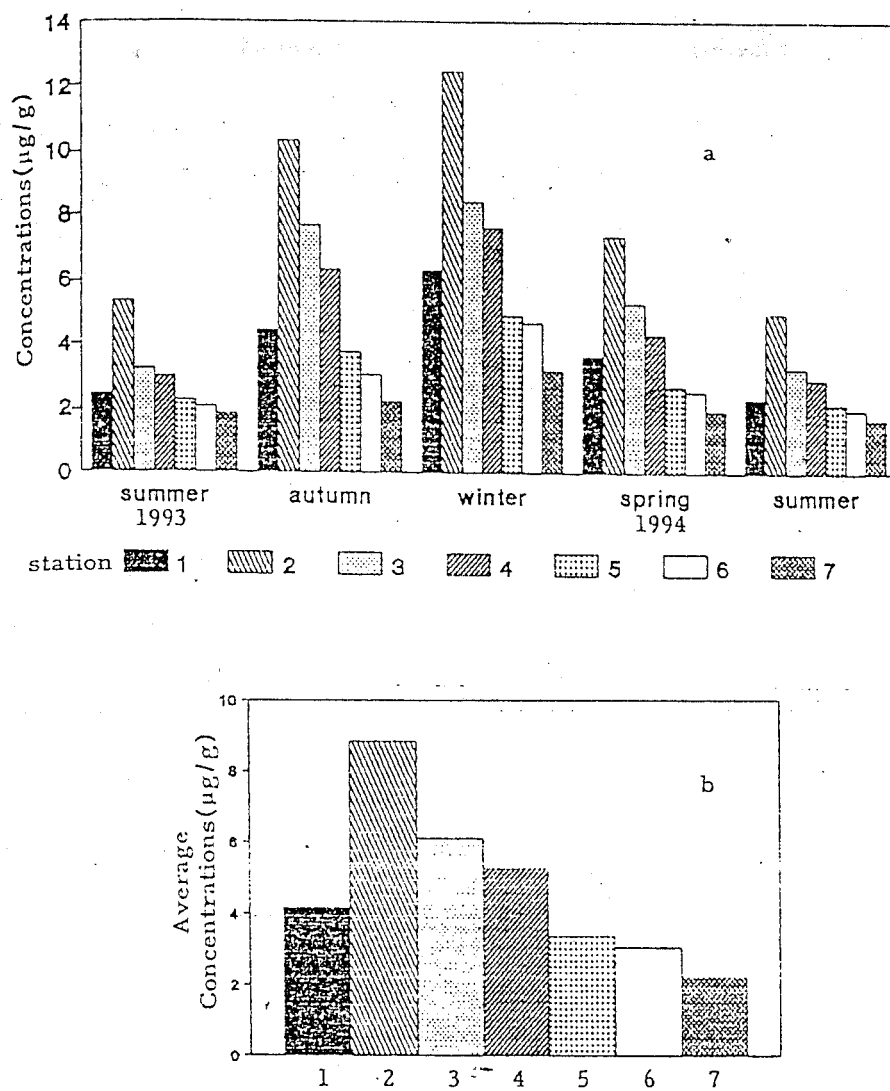 14
12
10
8
6
4
2
0
Concentrations(µg/g)
a
summer autumn winter spring summer
1993 1994
station 1 2 3 4 5 6 7
10
8
6
4
2
0
Average
Concentrations(µg/g)
b
1 2 3 4 5 6 7